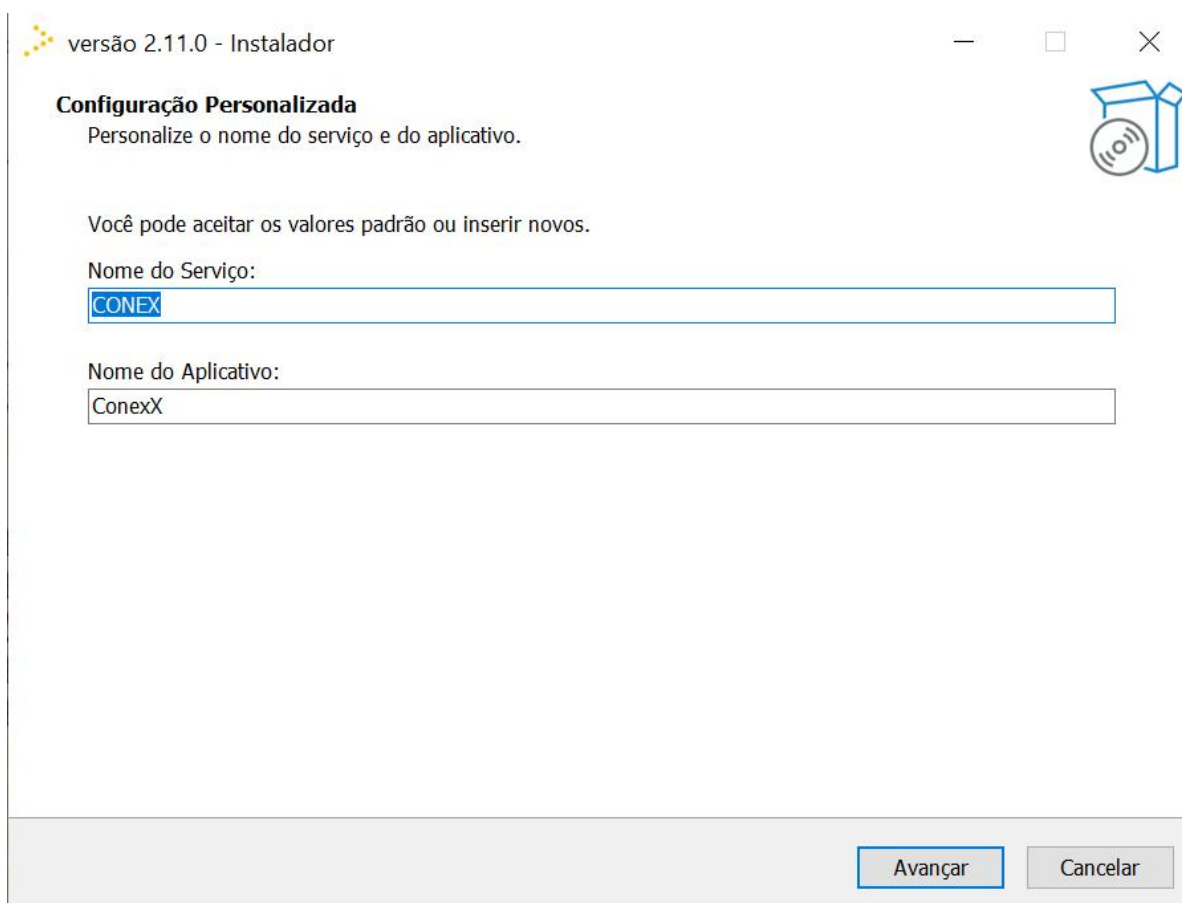 versão 2.11.0 - Instalador
Configuração Personalizada
Personalize o nome do serviço e do aplicativo.
Você pode aceitar os valores padrão ou inserir novos.
Nome do Serviço:
CONEX
Nome do Aplicativo:
ConexX
Avançar
Cancelar